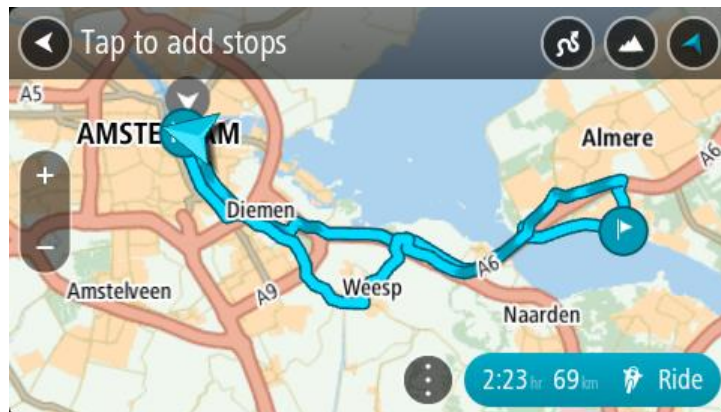 Tap to add stops
A5
AMSTE AM
Almere
A6
+
Diemen
−
A6
Amstelveen
A9
Weesp
Naarden
2:23 hr 69 km Ride